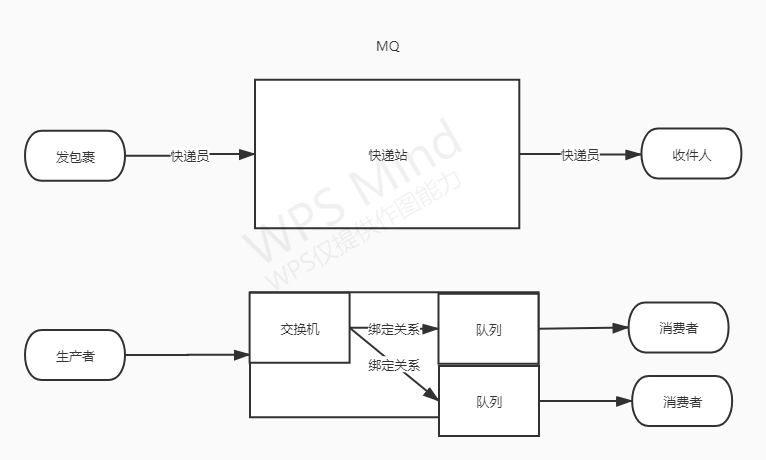 MQ
发包裹
快递员
快递站
快递员
收件人
WPS Mind
WPS仅提供作图能力
生产者
交换机
绑定关系
队列
消费者
绑定关系
队列
消费者